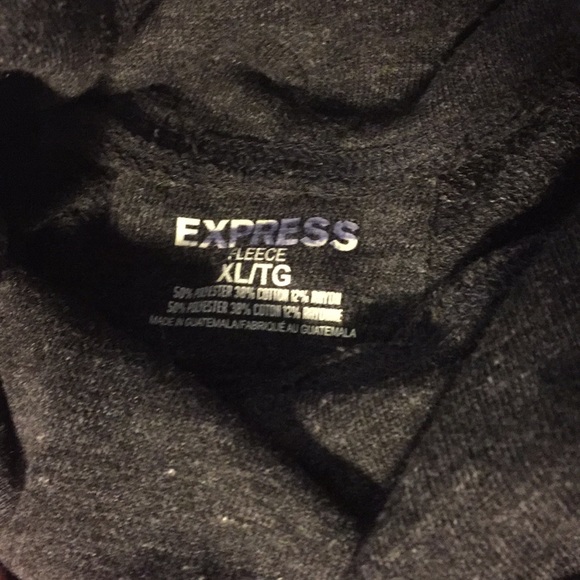 EXPRESS
FLEECE
XL/TG
50% POLYESTER 38% COTTON 12% RAYON
50% POLYESTER 38% COTTON 12% RAYONNE
MADE IN GUATEMALA/FABRIQUÉ AU GUATEMALA